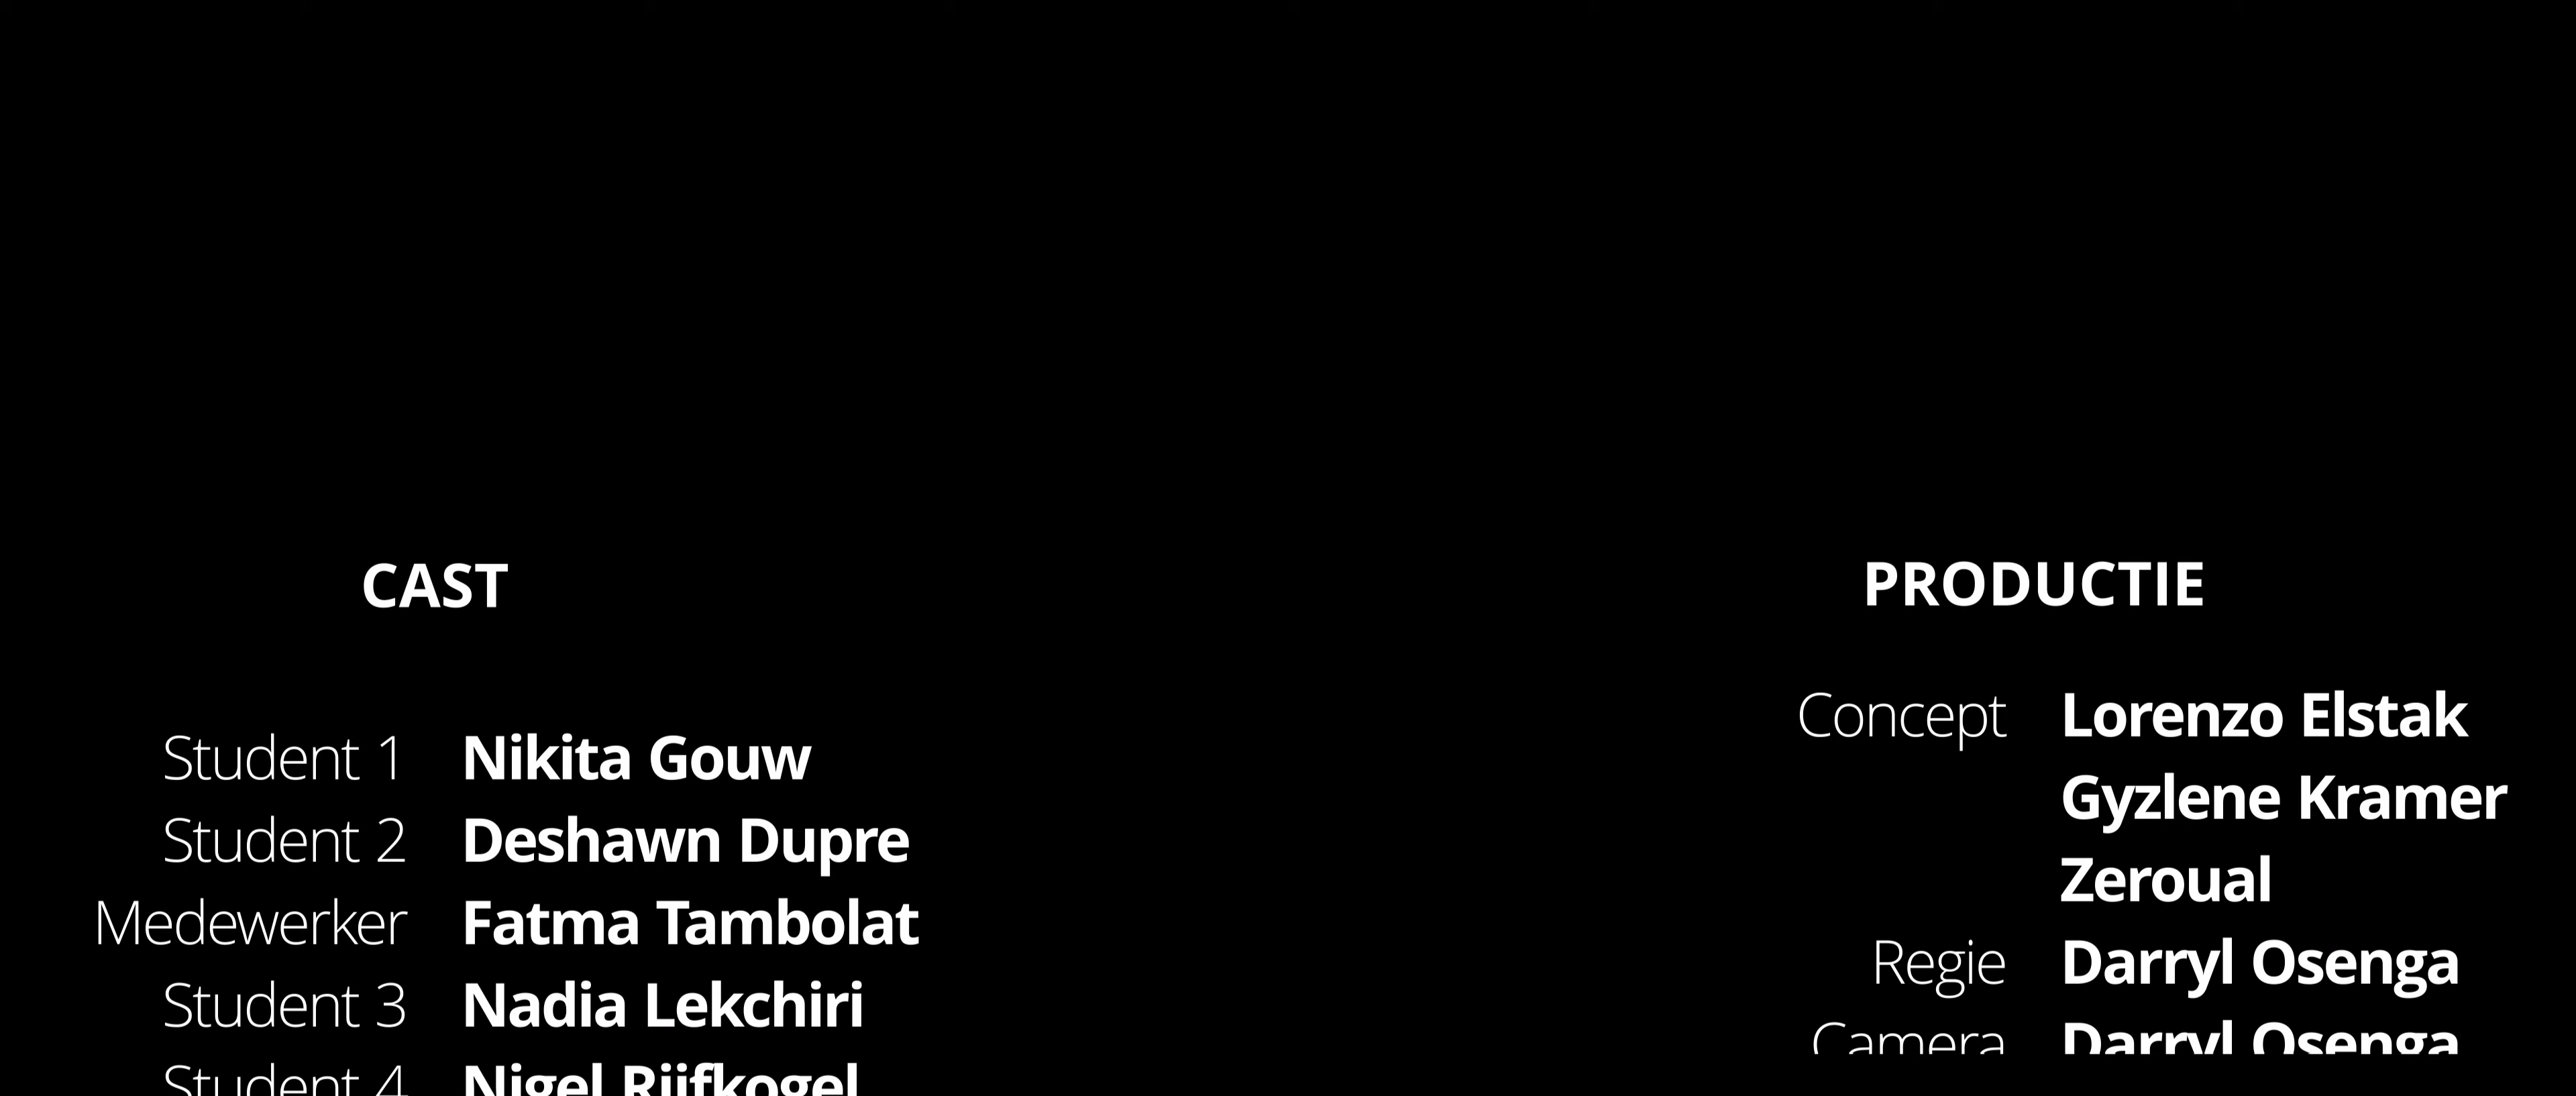 CAST
Student 1 Nikita Gouw
Student 2 Deshawn Dupre
Medewerker Fatma Tambolat
Student 3 Nadia Lekchiri
Student 4 Nigel Rijfkogel
PRODUCTIE
Concept Lorenzo Elstak
Gyzlene Kramer
Zeroual
Regie Darryl Osenga
Camera Darryl Osenga